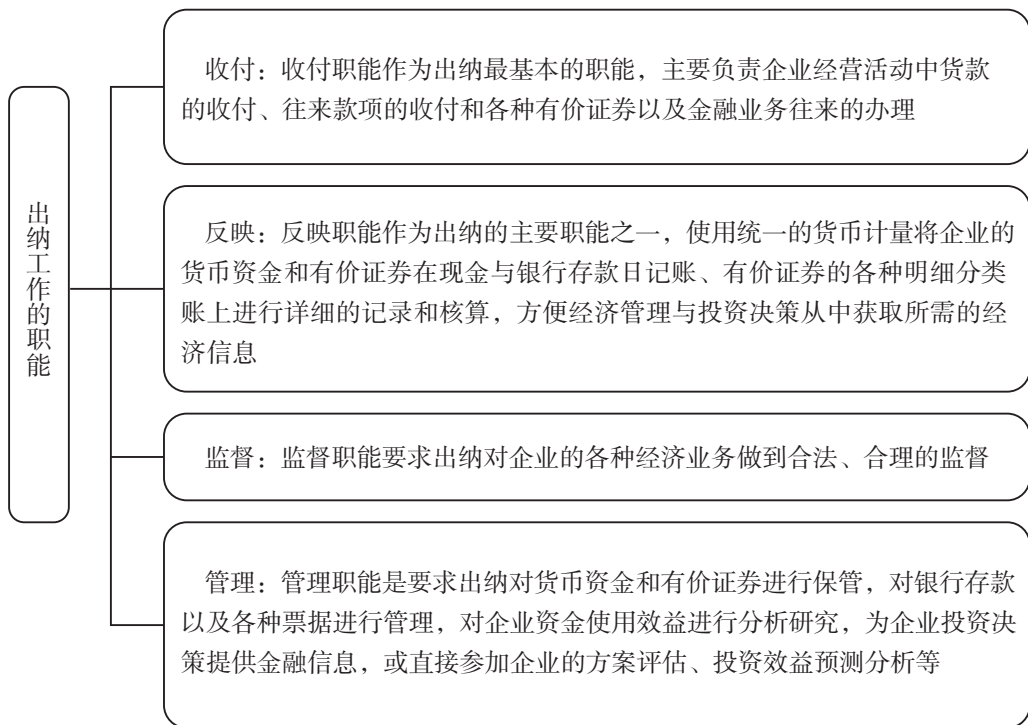 出纳工作的职能
收付：收付职能作为出纳最基本的职能，主要负责企业经营活动中货款
的收付、往来款项的收付和各种有价证券以及金融业务往来的办理
反映：反映职能作为出纳的主要职能之一，使用统一的货币计量将企业的
货币资金和有价证券在现金与银行存款日记账、有价证券的各种明细分类
账上进行详细的记录和核算，方便经济管理与投资决策从中获取所需的经
济信息
监督：监督职能要求出纳对企业的各种经济业务做到合法、合理的监督
管理：管理职能是要求出纳对货币资金和有价证券进行保管，对银行存款
以及各种票据进行管理，对企业资金使用效益进行分析研究，为企业投资决
策提供金融信息，或直接参加企业的方案评估、投资效益预测分析等